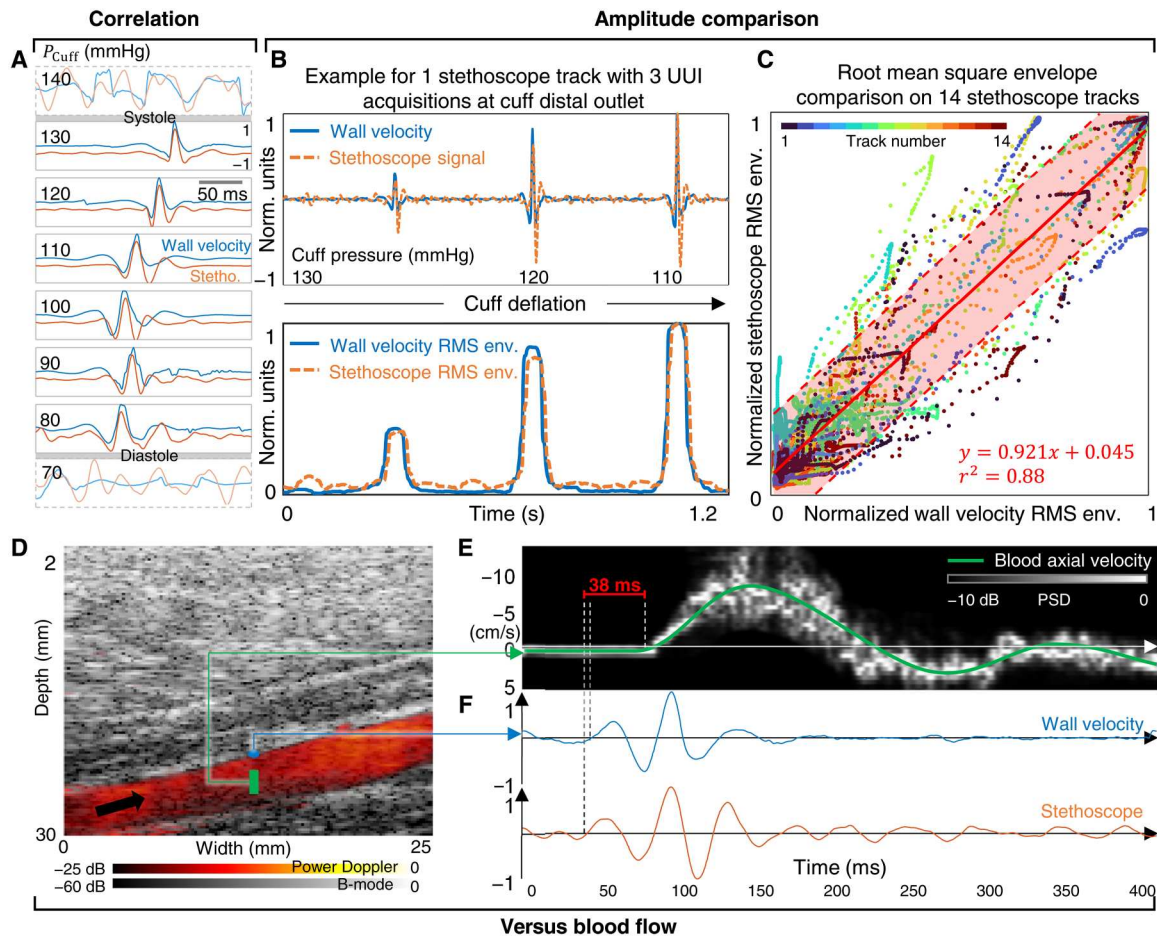 Correlation
Amplitude comparison
A
P_Cuff (mmHg)
140
Systole
130
1
−1
120
50 ms
110
Wall velocity
Stetho.
100
90
80
Diastole
70
B
Example for 1 stethoscope track with 3 UUI
acquisitions at cuff distal outlet
1
Norm. units
−1
Wall velocity
Stethoscope signal
Cuff pressure (mmHg)
130
120
110
Cuff deflation
1
Norm. units
0
Wall velocity RMS env.
Stethoscope RMS env.
0
Time (s)
1.2
C
Root mean square envelope
comparison on 14 stethoscope tracks
1
Normalized stethoscope RMS env.
0
1
Track number
14
y = 0.921x + 0.045
r² = 0.88
0
Normalized wall velocity RMS env.
1
D
2
Depth (mm)
30
0
Width (mm)
25
−25 dB
Power Doppler
0
−60 dB
B-mode
0
E
−10
−5
(cm/s)
0
5
38 ms
Blood axial velocity
−10 dB
PSD
0
F
1
−1
Wall velocity
1
−1
Stethoscope
Time (ms)
0 50 100 150 200 250 300 350 400
Versus blood flow